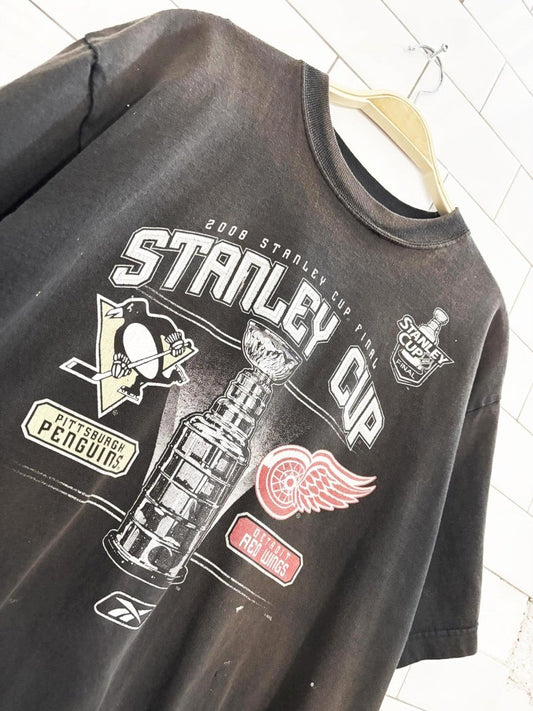 2008 STANLEY CUP FINAL
STANLEY CUP
STANLEY
CUP
FINAL
PITTSBURGH
PENGUINS
DETROIT
RED WINGS